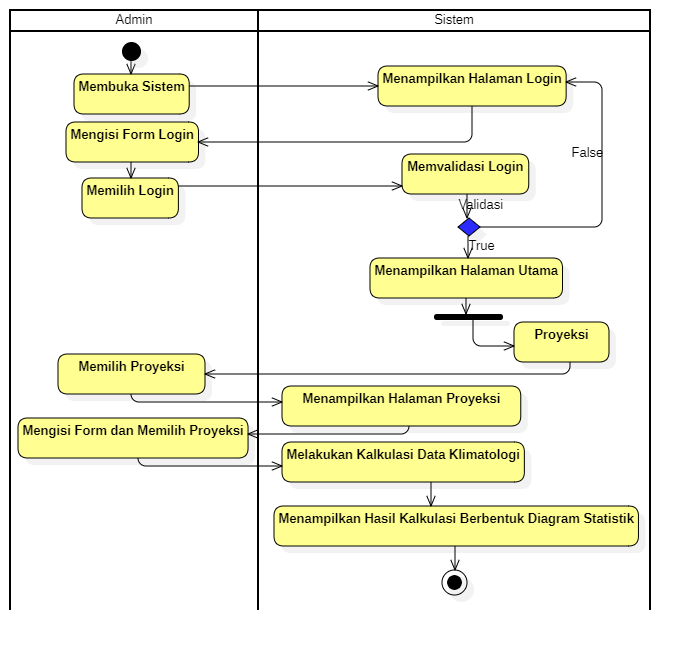 Admin
Sistem
Membuka Sistem
Menampilkan Halaman Login
Mengisi Form Login
False
Memvalidasi Login
Memilih Login
Validasi
True
Menampilkan Halaman Utama
Proyeksi
Memilih Proyeksi
Menampilkan Halaman Proyeksi
Mengisi Form dan Memilih Proyeksi
Melakukan Kalkulasi Data Klimatologi
Menampilkan Hasil Kalkulasi Berbentuk Diagram Statistik